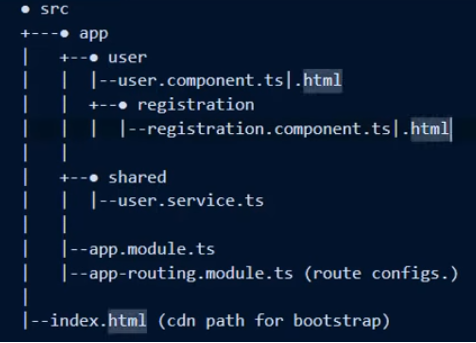 ● src
+---● app
|   +--● user
|   |  |--user.component.ts|.html
|   |  +--● registration
|   |  |  |--registration.component.ts|.html
|   |
|   +--● shared
|   |  |--user.service.ts
|   |
|   |--app.module.ts
|   |--app-routing.module.ts (route configs.)
|
|--index.html (cdn path for bootstrap)